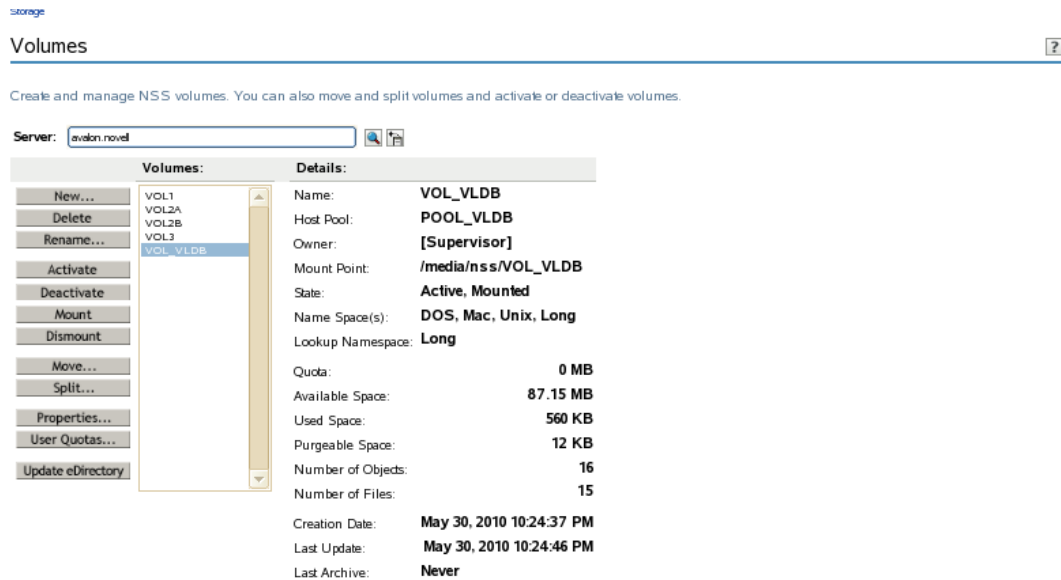 Storage
Volumes
?
Create and manage NSS volumes. You can also move and split volumes and activate or deactivate volumes.
Server: avalon.novell
Volumes: Details:
New...
Delete
Rename...
Activate
Deactivate
Mount
Dismount
Move...
Split...
Properties...
User Quotas...
Update eDirectory
VOL1
VOL2A
VOL2B
VOL3
VOL_VLDB
Name: VOL_VLDB
Host Pool: POOL_VLDB
Owner: [Supervisor]
Mount Point: /media/nss/VOL_VLDB
State: Active, Mounted
Name Space(s): DOS, Mac, Unix, Long
Lookup Namespace: Long
Quota: 0 MB
Available Space: 87.15 MB
Used Space: 560 KB
Purgeable Space: 12 KB
Number of Objects: 16
Number of Files: 15
Creation Date: May 30, 2010 10:24:37 PM
Last Update: May 30, 2010 10:24:46 PM
Last Archive: Never